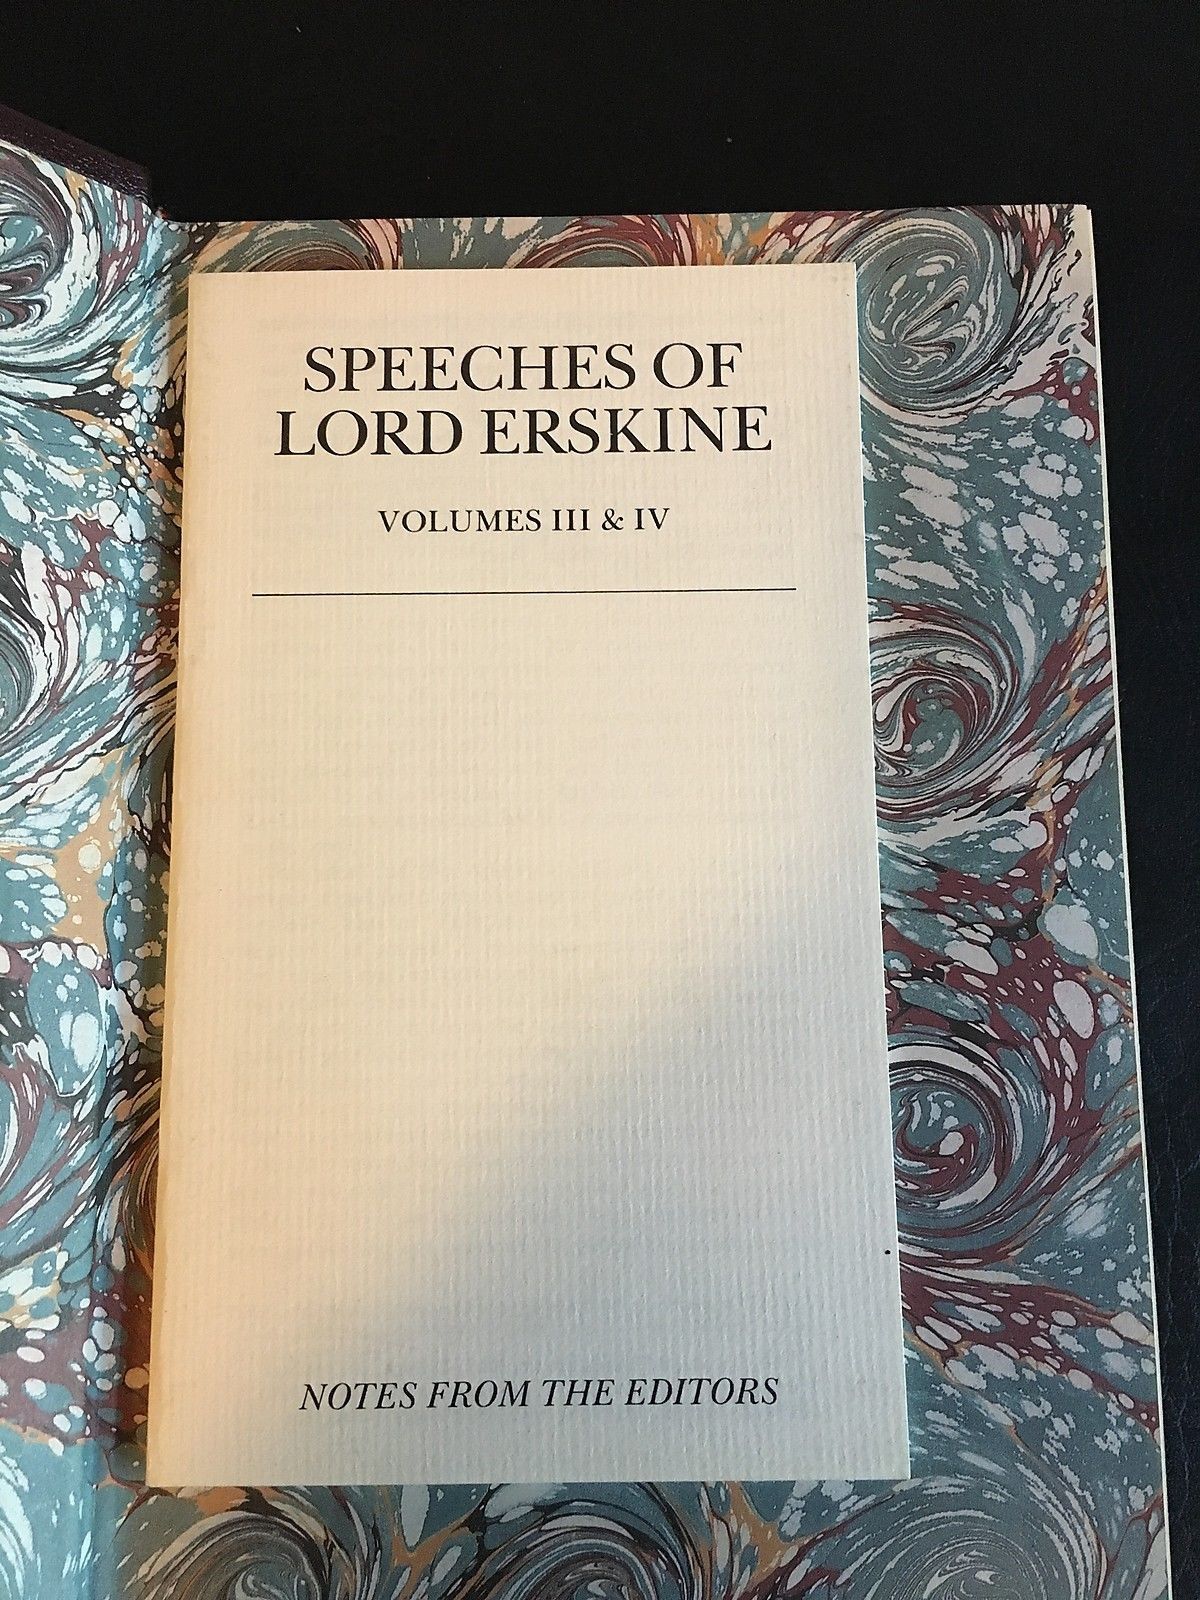 SPEECHES OF
LORD ERSKINE
VOLUMES III & IV
NOTES FROM THE EDITORS